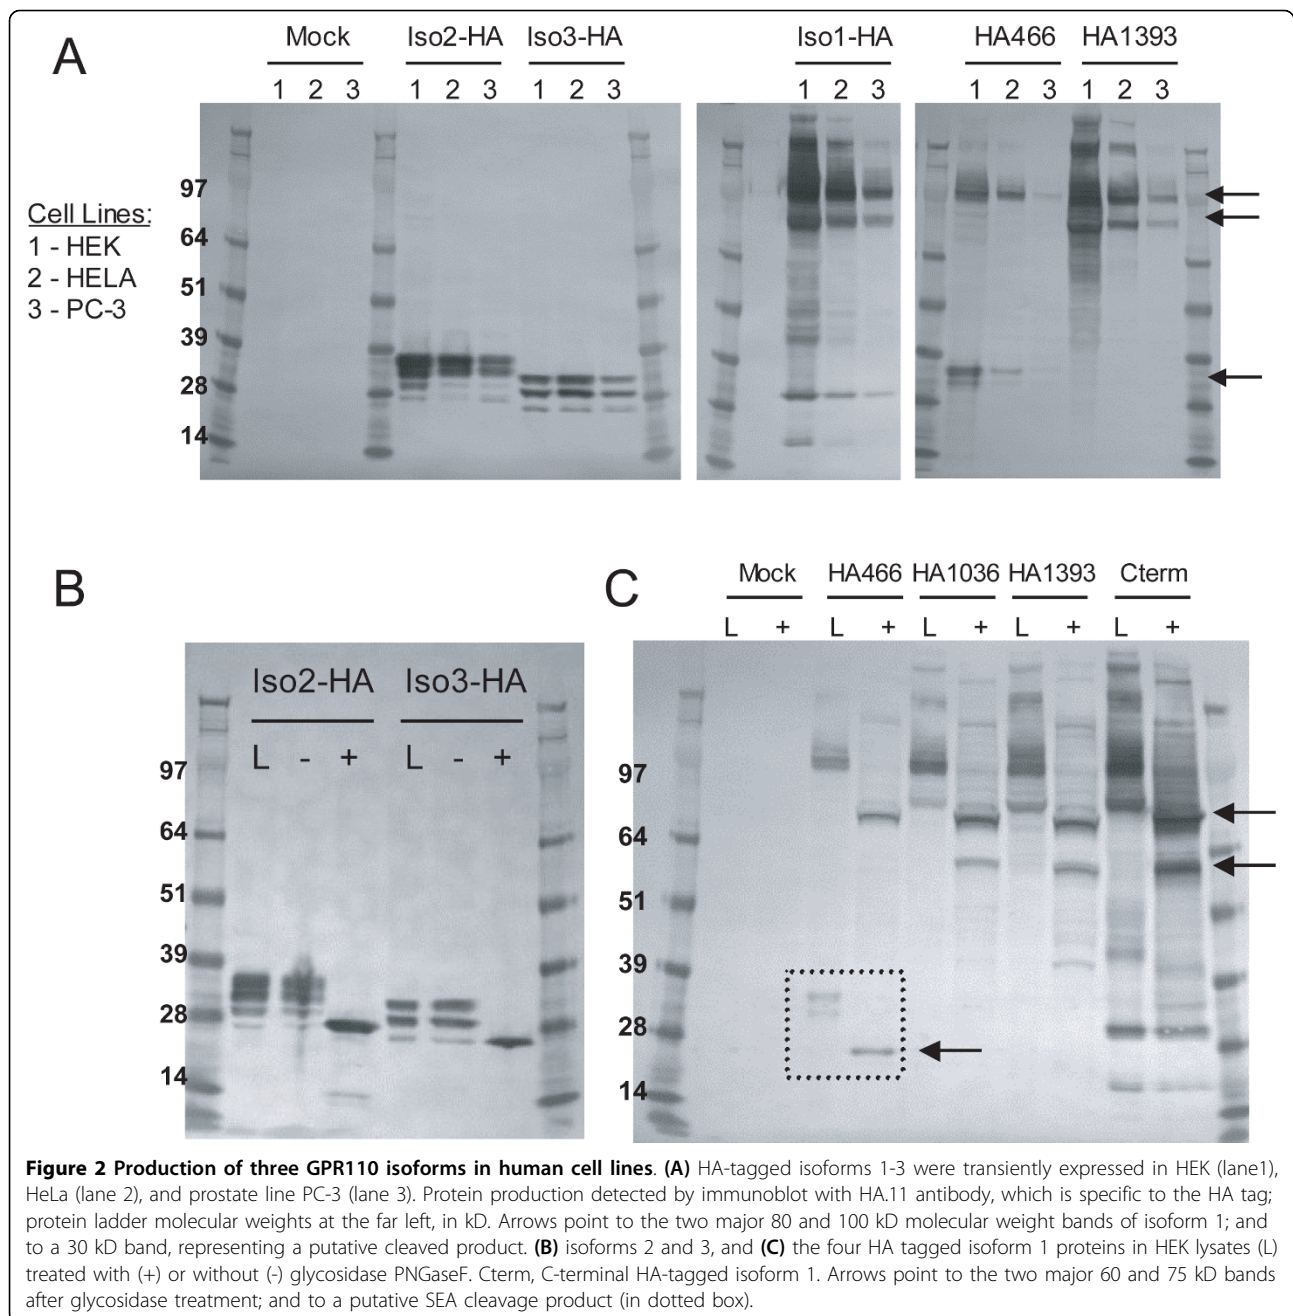 A
Mock Iso2-HA Iso3-HA Iso1-HA HA466 HA1393
1 2 3 1 2 3 1 2 3 1 2 3 1 2 3 1 2 3
Cell Lines:
1 - HEK
2 - HELA
3 - PC-3
97
64
51
39
28
14
B
Iso2-HA Iso3-HA
L - + L - +
97
64
51
39
28
14
C
Mock HA466 HA1036 HA1393 Cterm
L + L + L + L + L +
97
64
51
39
28
14
Figure 2 Production of three GPR110 isoforms in human cell lines. (A) HA-tagged isoforms 1-3 were transiently expressed in HEK (lane1),
HeLa (lane 2), and prostate line PC-3 (lane 3). Protein production detected by immunoblot with HA.11 antibody, which is specific to the HA tag;
protein ladder molecular weights at the far left, in kD. Arrows point to the two major 80 and 100 kD molecular weight bands of isoform 1; and
to a 30 kD band, representing a putative cleaved product. (B) isoforms 2 and 3, and (C) the four HA tagged isoform 1 proteins in HEK lysates (L)
treated with (+) or without (-) glycosidase PNGaseF. Cterm, C-terminal HA-tagged isoform 1. Arrows point to the two major 60 and 75 kD bands
after glycosidase treatment; and to a putative SEA cleavage product (in dotted box).